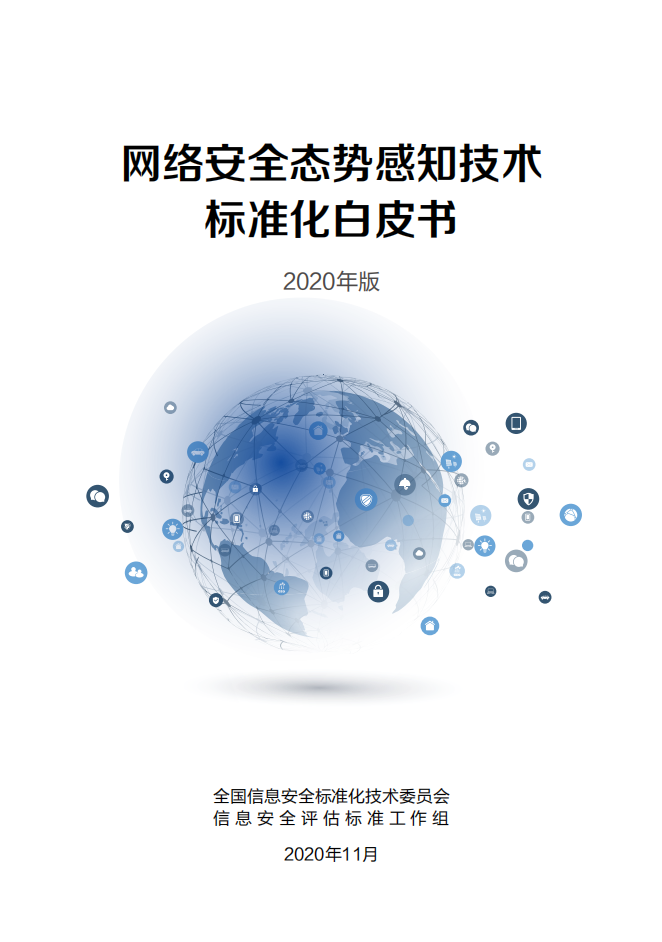 网络安全态势感知技术
标准化白皮书
2020年版
全国信息安全标准化技术委员会
信息安全评估标准工作组
2020年11月